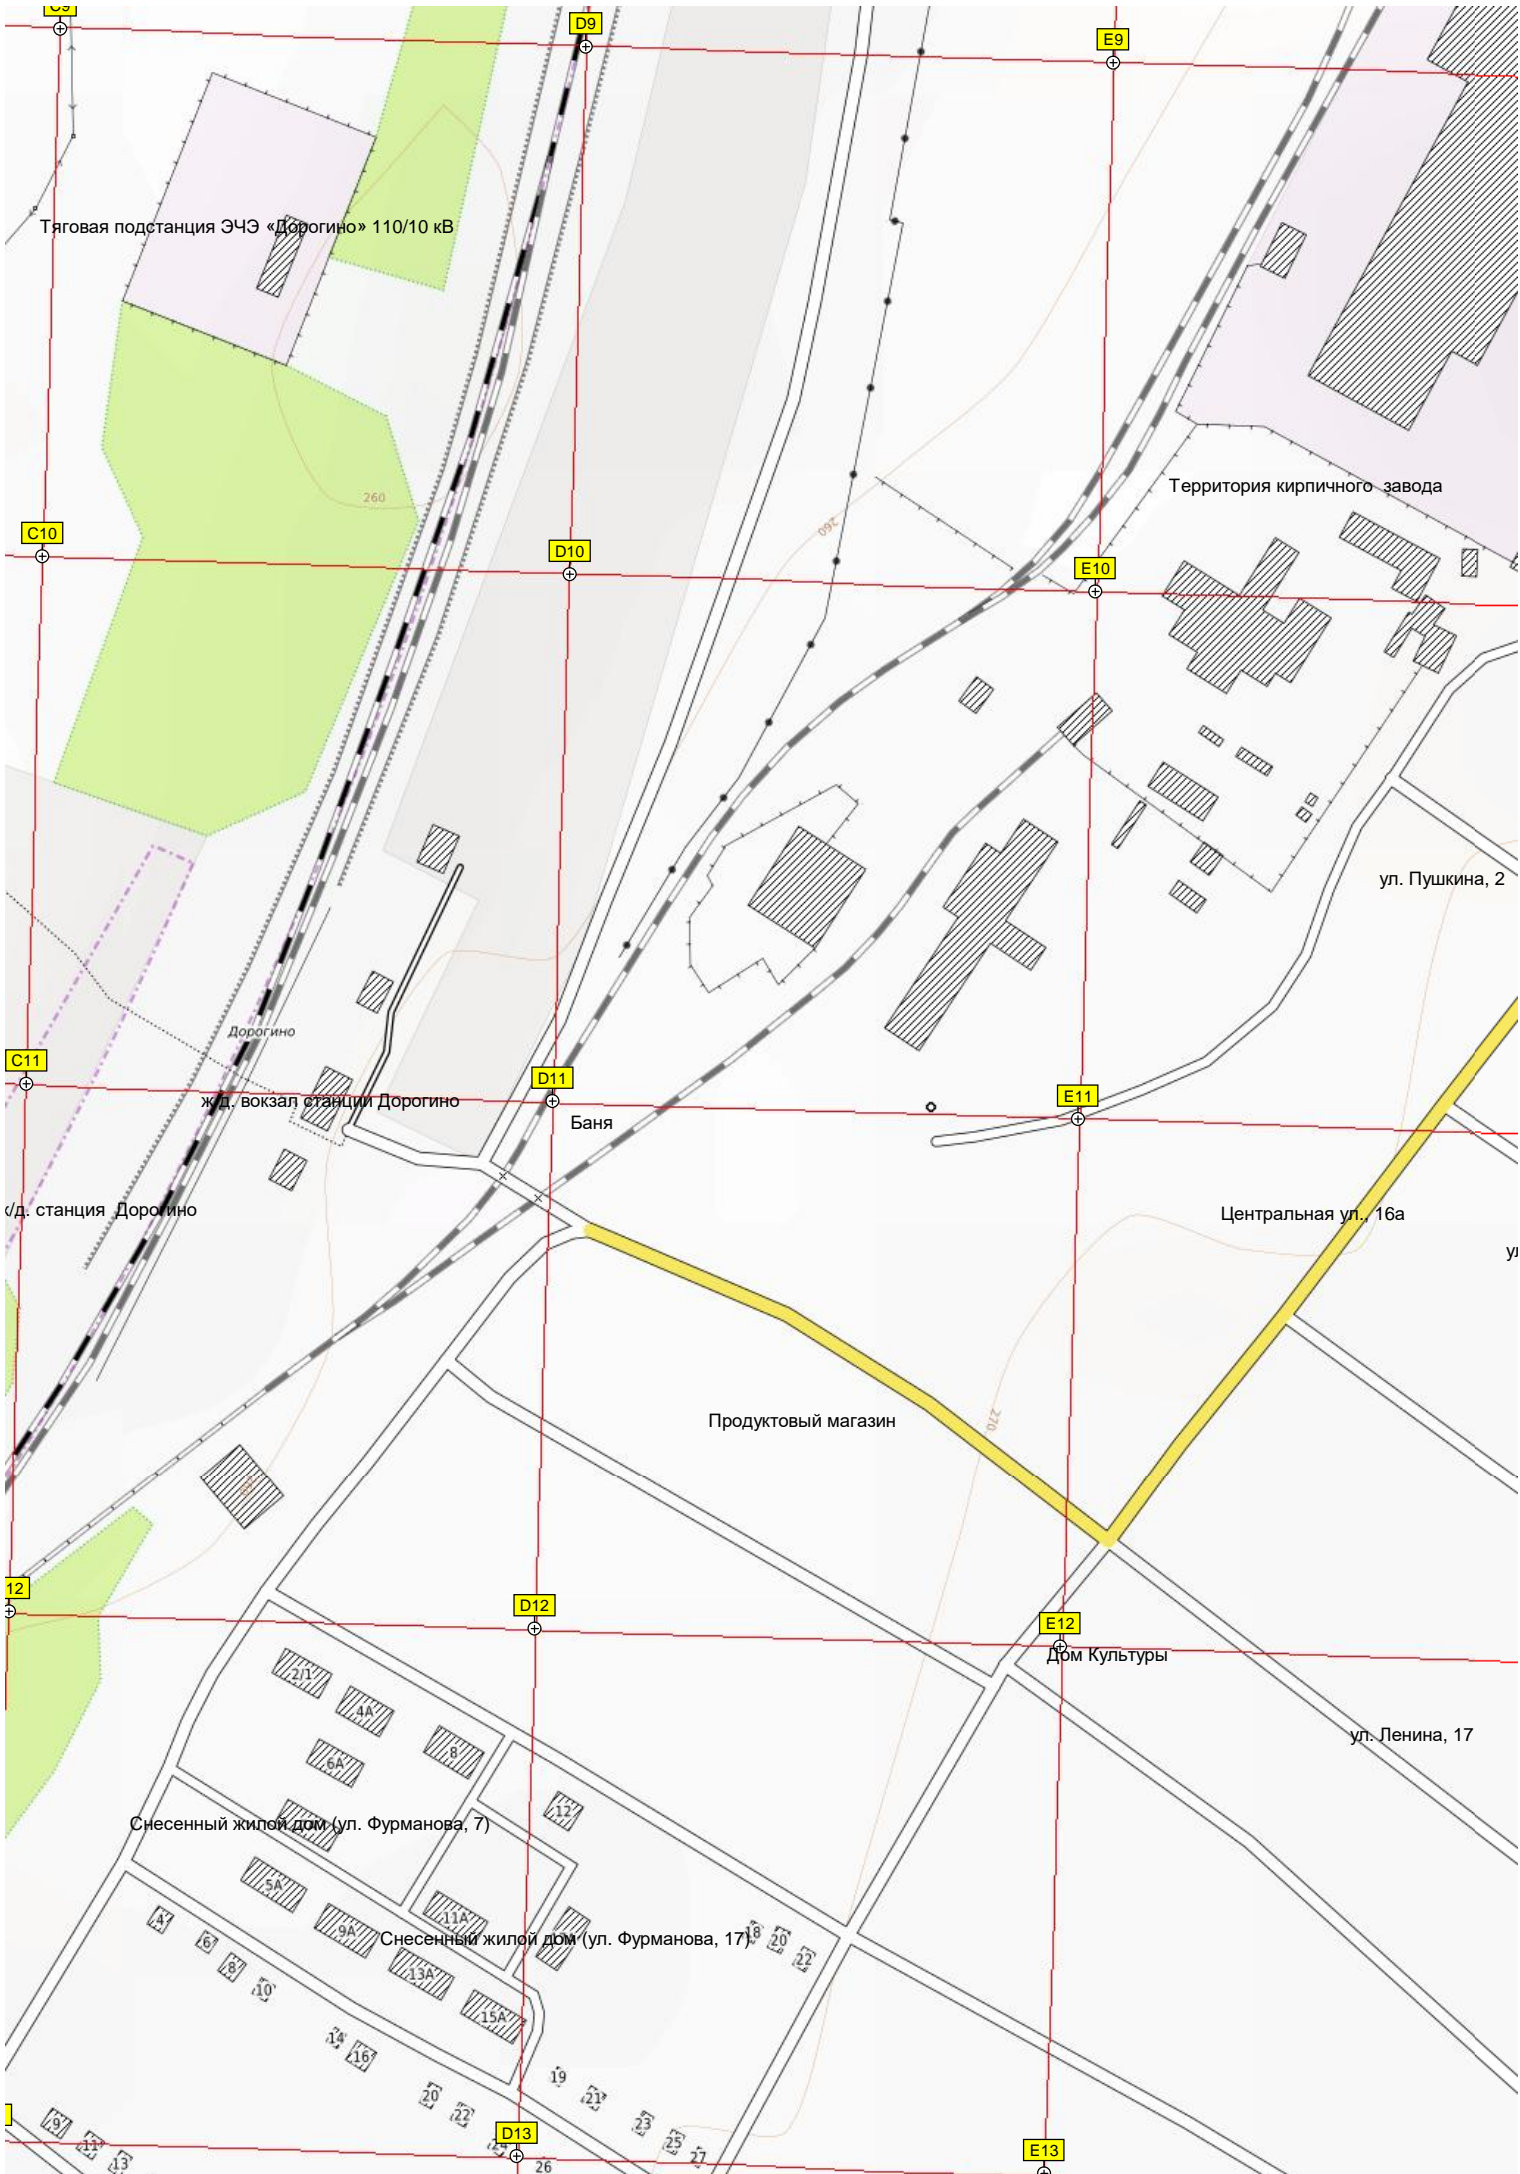 C9
D9
E9
Тяговая подстанция ЭЧЭ «Дорогино» 110/10 кВ
260
Территория кирпичного завода
260
C10
D10
E10
ул. Пушкина, 2
Дорогино
C11
D11
E11
ж/д. вокзал станции Дорогино
Баня
ж/д. станция Дорогино
Центральная ул., 16а
ул
Продуктовый магазин
270
12
D12
E12
Дом Культуры
2/1
4А
6А
8
ул. Ленина, 17
12
Снесенный жилой дом (ул. Фурманова, 7)
5А
9А
11А
13А
15А
Снесенный жилой дом (ул. Фурманова, 17)
18
20
22
4
6
8
10
14
16
20
22
24
26
19
21
23
25
27
9
11
13
D13
E13